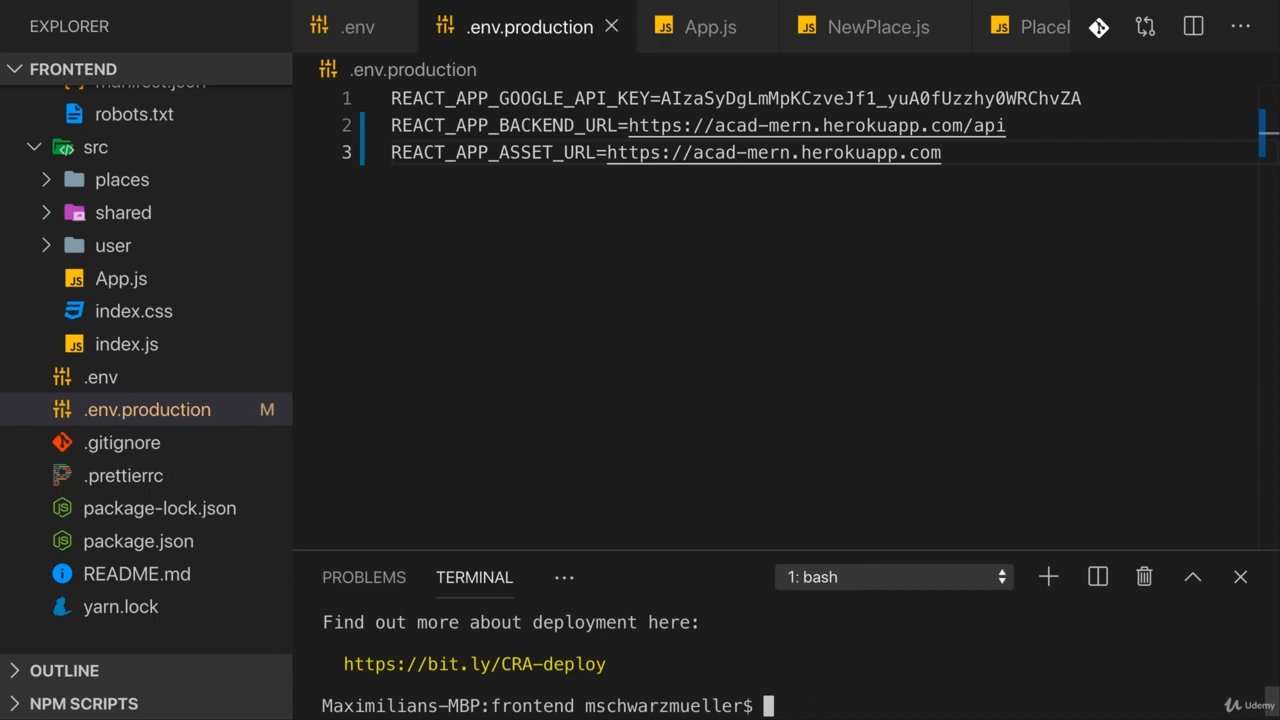 EXPLORER
.env
.env.production
App.js
NewPlace.js
Placel
FRONTEND
.env.production
manifest.json
robots.txt
src
places
shared
user
App.js
index.css
index.js
.env
.env.production M
.gitignore
.prettierrc
package-lock.json
package.json
README.md
yarn.lock
OUTLINE
NPM SCRIPTS
1 REACT_APP_GOOGLE_API_KEY=AIzaSyDgLmMpKCzveJf1_yuA0fUzzhy0WRChvZA
2 REACT_APP_BACKEND_URL=https://acad-mern.herokuapp.com/api
3 REACT_APP_ASSET_URL=https://acad-mern.herokuapp.com
PROBLEMS TERMINAL ... 1: bash
Find out more about deployment here:
https://bit.ly/CRA-deploy
Maximilians-MBP:frontend mschwarzmueller$
Udemy